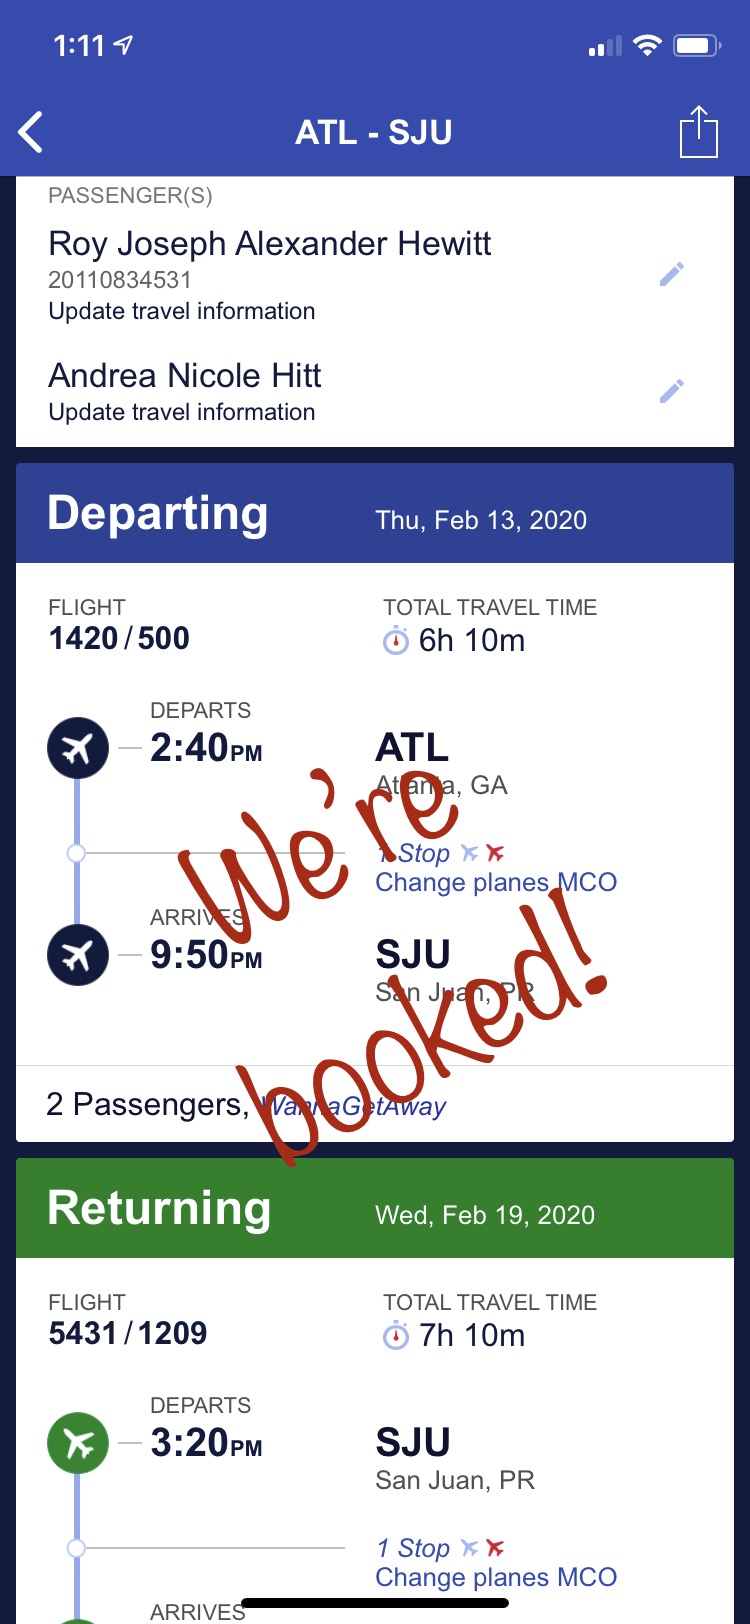 1:11
ATL - SJU
PASSENGER(S)
Roy Joseph Alexander Hewitt
20110834531
Update travel information
Andrea Nicole Hitt
Update travel information
Departing Thu, Feb 13, 2020
FLIGHT TOTAL TRAVEL TIME
1420 / 500 6h 10m
DEPARTS
2:40PM ATL
Atlanta, GA
We're
1 Stop
Change planes MCO
ARRIVES
9:50PM SJU
San Juan, PR
booked!
2 Passengers, WannaGetAway
Returning Wed, Feb 19, 2020
FLIGHT TOTAL TRAVEL TIME
5431 / 1209 7h 10m
DEPARTS
3:20PM SJU
San Juan, PR
1 Stop
Change planes MCO
ARRIVES